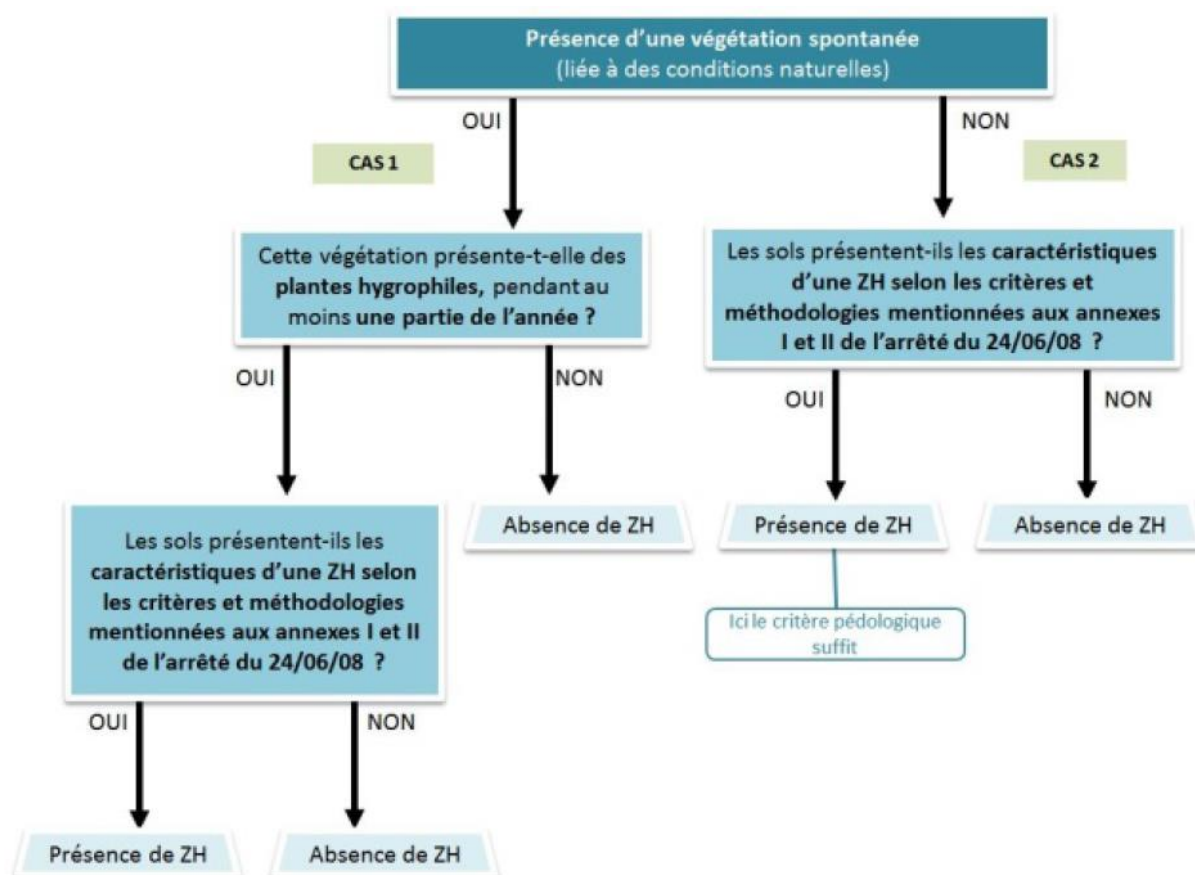 Présence d'une végétation spontanée
(liée à des conditions naturelles)
OUI
NON
CAS 1
CAS 2
Cette végétation présente-t-elle des
plantes hygrophiles, pendant au
moins une partie de l'année ?
Les sols présentent-ils les caractéristiques
d'une ZH selon les critères et
méthodologies mentionnées aux annexes
I et II de l'arrêté du 24/06/08 ?
OUI
NON
OUI
NON
Absence de ZH
Présence de ZH
Absence de ZH
Les sols présentent-ils les
caractéristiques d'une ZH selon
les critères et méthodologies
mentionnées aux annexes I et II
de l'arrêté du 24/06/08 ?
Ici le critère pédologique
suffit
OUI
NON
Présence de ZH
Absence de ZH